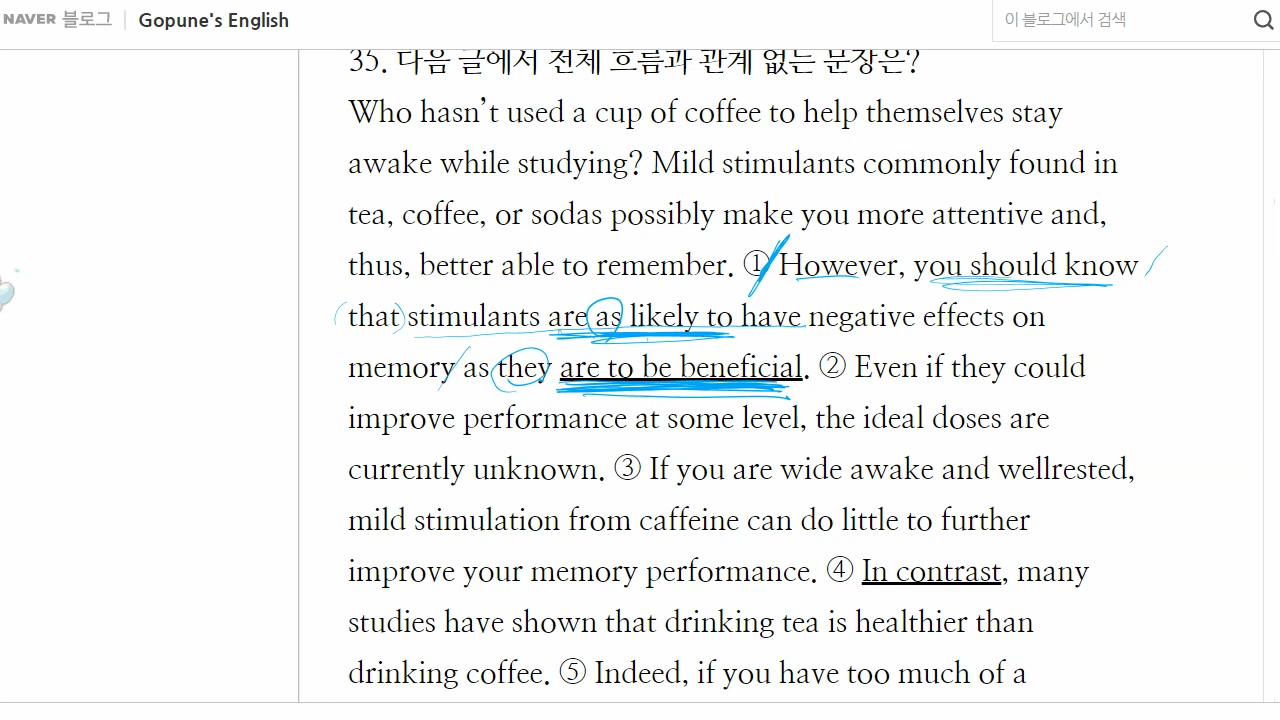 NAVER 블로그 Gopune's English 이 블로그에서 검색
35. 다음 글에서 전체 흐름과 관계 없는 문장은?
Who hasn't used a cup of coffee to help themselves stay
awake while studying? Mild stimulants commonly found in
tea, coffee, or sodas possibly make you more attentive and,
thus, better able to remember. ① However, you should know
that stimulants are as likely to have negative effects on
memory as they are to be beneficial. ② Even if they could
improve performance at some level, the ideal doses are
currently unknown. ③ If you are wide awake and wellrested,
mild stimulation from caffeine can do little to further
improve your memory performance. ④ In contrast, many
studies have shown that drinking tea is healthier than
drinking coffee. ⑤ Indeed, if you have too much of a